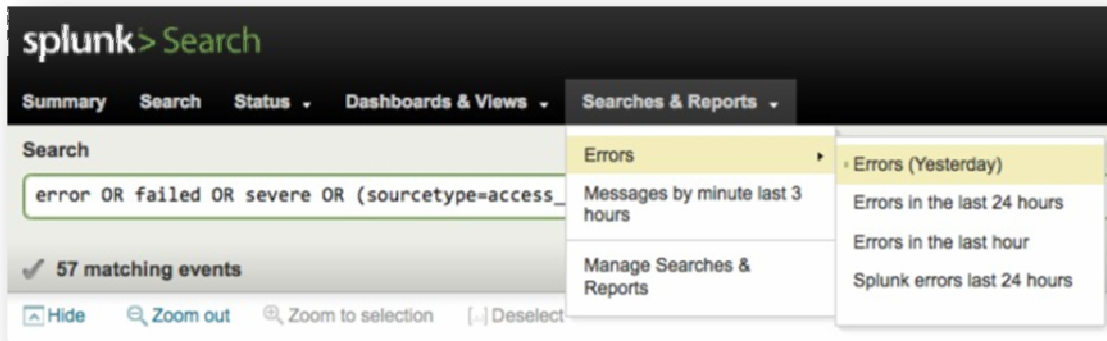 splunk> Search
Summary Search Status Dashboards & Views Searches & Reports
Search
error OR failed OR severe OR (sourcetype=access_
57 matching events
Hide Zoom out Zoom to selection [..] Deselect
Errors
Messages by minute last 3
hours
Manage Searches &
Reports
Errors (Yesterday)
Errors in the last 24 hours
Errors in the last hour
Splunk errors last 24 hours